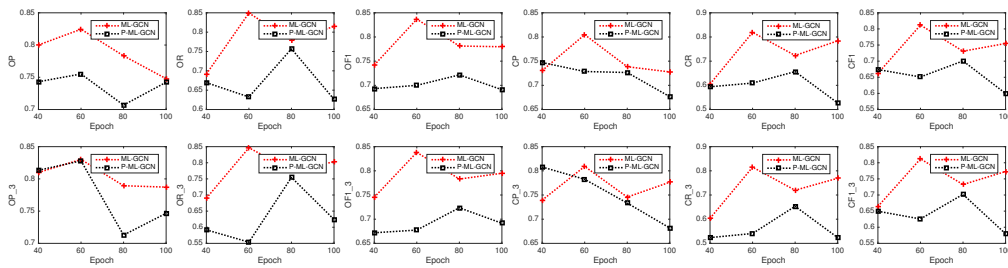 OP
0.85
0.8
0.75
0.7
40
60
80
100
Epoch
ML-GCN
P-ML-GCN
OR
0.85
0.8
0.75
0.7
0.65
0.6
40
60
80
100
Epoch
ML-GCN
P-ML-GCN
OF1
0.85
0.8
0.75
0.7
0.65
40
60
80
100
Epoch
ML-GCN
P-ML-GCN
CP
0.85
0.8
0.75
0.7
0.65
40
60
80
100
Epoch
ML-GCN
P-ML-GCN
CR
0.9
0.8
0.7
0.6
0.5
40
60
80
100
Epoch
ML-GCN
P-ML-GCN
CF1
0.85
0.8
0.75
0.7
0.65
0.6
0.55
40
60
80
100
Epoch
ML-GCN
P-ML-GCN
OP_3
0.85
0.8
0.75
0.7
40
60
80
100
Epoch
ML-GCN
P-ML-GCN
OR_3
0.85
0.8
0.75
0.7
0.65
0.6
0.55
40
60
80
100
Epoch
ML-GCN
P-ML-GCN
OF1_3
0.85
0.8
0.75
0.7
0.65
40
60
80
100
Epoch
ML-GCN
P-ML-GCN
CP_3
0.85
0.8
0.75
0.7
0.65
40
60
80
100
Epoch
ML-GCN
P-ML-GCN
CR_3
0.9
0.8
0.7
0.6
0.5
40
60
80
100
Epoch
ML-GCN
P-ML-GCN
CF1_3
0.85
0.8
0.75
0.7
0.65
0.6
0.55
40
60
80
100
Epoch
ML-GCN
P-ML-GCN